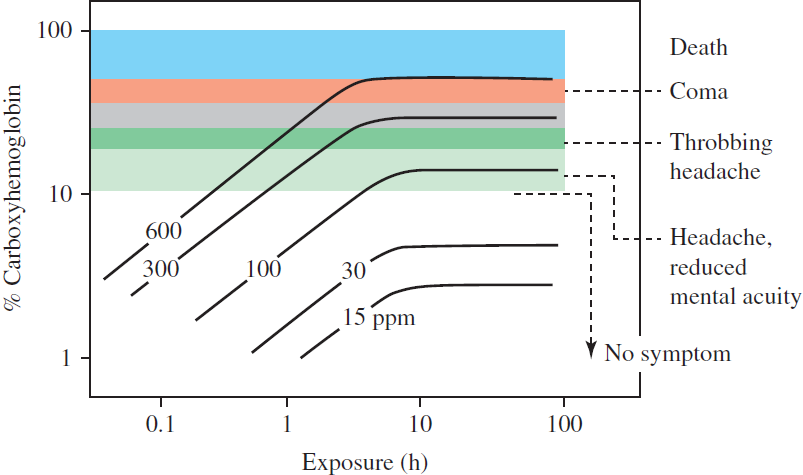 100
10
1
% Carboxyhemoglobin
600
300
100
30
15 ppm
Death
Coma
Throbbing
headache
Headache,
reduced
mental acuity
No symptom
0.1
1
10
100
Exposure (h)